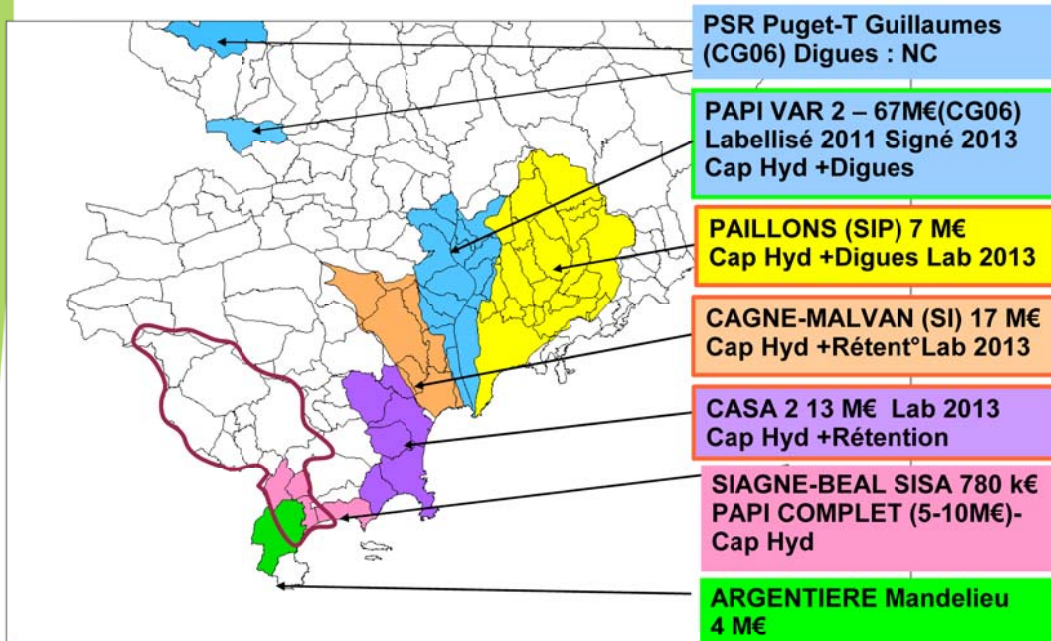 PSR Puget-T Guillaumes
(CG06) Digues : NC
PAPI VAR 2 – 67M€(CG06)
Labellisé 2011 Signé 2013
Cap Hyd +Digues
PAILLONS (SIP) 7 M€
Cap Hyd +Digues Lab 2013
CAGNE-MALVAN (SI) 17 M€
Cap Hyd +Rétent°Lab 2013
CASA 2 13 M€ Lab 2013
Cap Hyd +Rétention
SIAGNE-BEAL SISA 780 k€
PAPI COMPLET (5-10M€)-
Cap Hyd
ARGENTIERE Mandelieu
4 M€